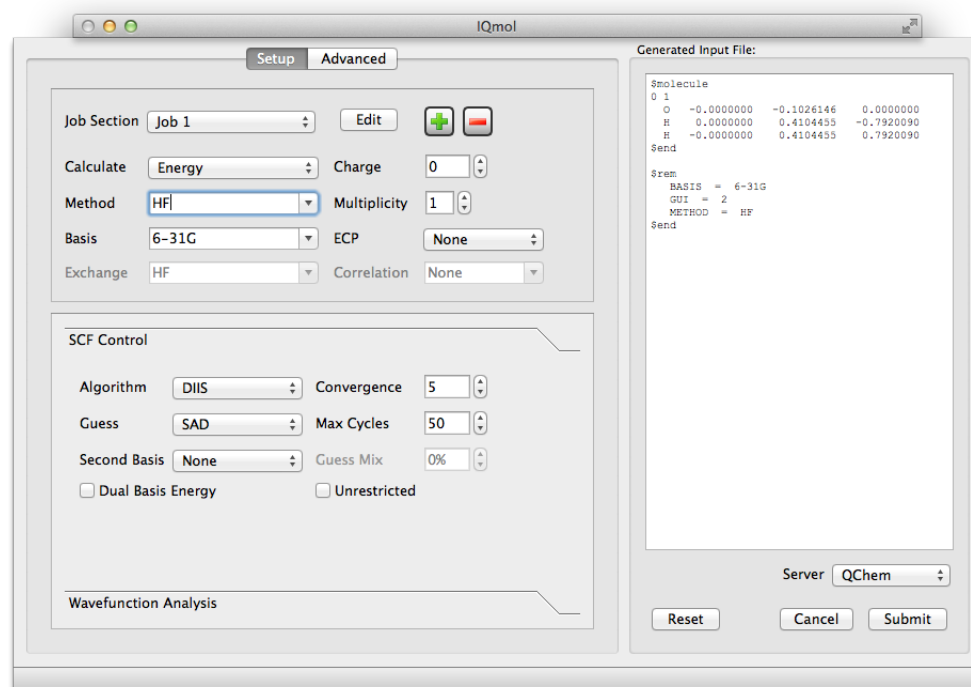 IQmol
Setup Advanced
Job Section Job 1 Edit
Calculate Energy Charge 0
Method HF Multiplicity 1
Basis 6-31G ECP None
Exchange HF Correlation None
SCF Control
Algorithm DIIS Convergence 5
Guess SAD Max Cycles 50
Second Basis None Guess Mix 0%
Dual Basis Energy Unrestricted
Wavefunction Analysis
Generated Input File:
$molecule
0 1
O -0.0000000 -0.1026146 0.0000000
H 0.0000000 0.4104455 -0.7920090
H -0.0000000 0.4104455 0.7920090
$end
$rem
BASIS = 6-31G
GUI = 2
METHOD = HF
$end
Server QChem
Reset Cancel Submit